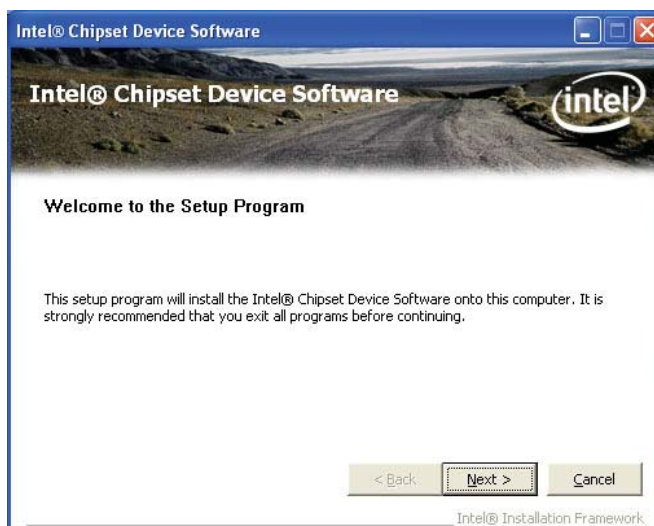 Intel® Chipset Device Software
Intel® Chipset Device Software
intel
Welcome to the Setup Program
This setup program will install the Intel® Chipset Device Software onto this computer. It is
strongly recommended that you exit all programs before continuing.
< Back
Next >
Cancel
Intel® Installation Framework